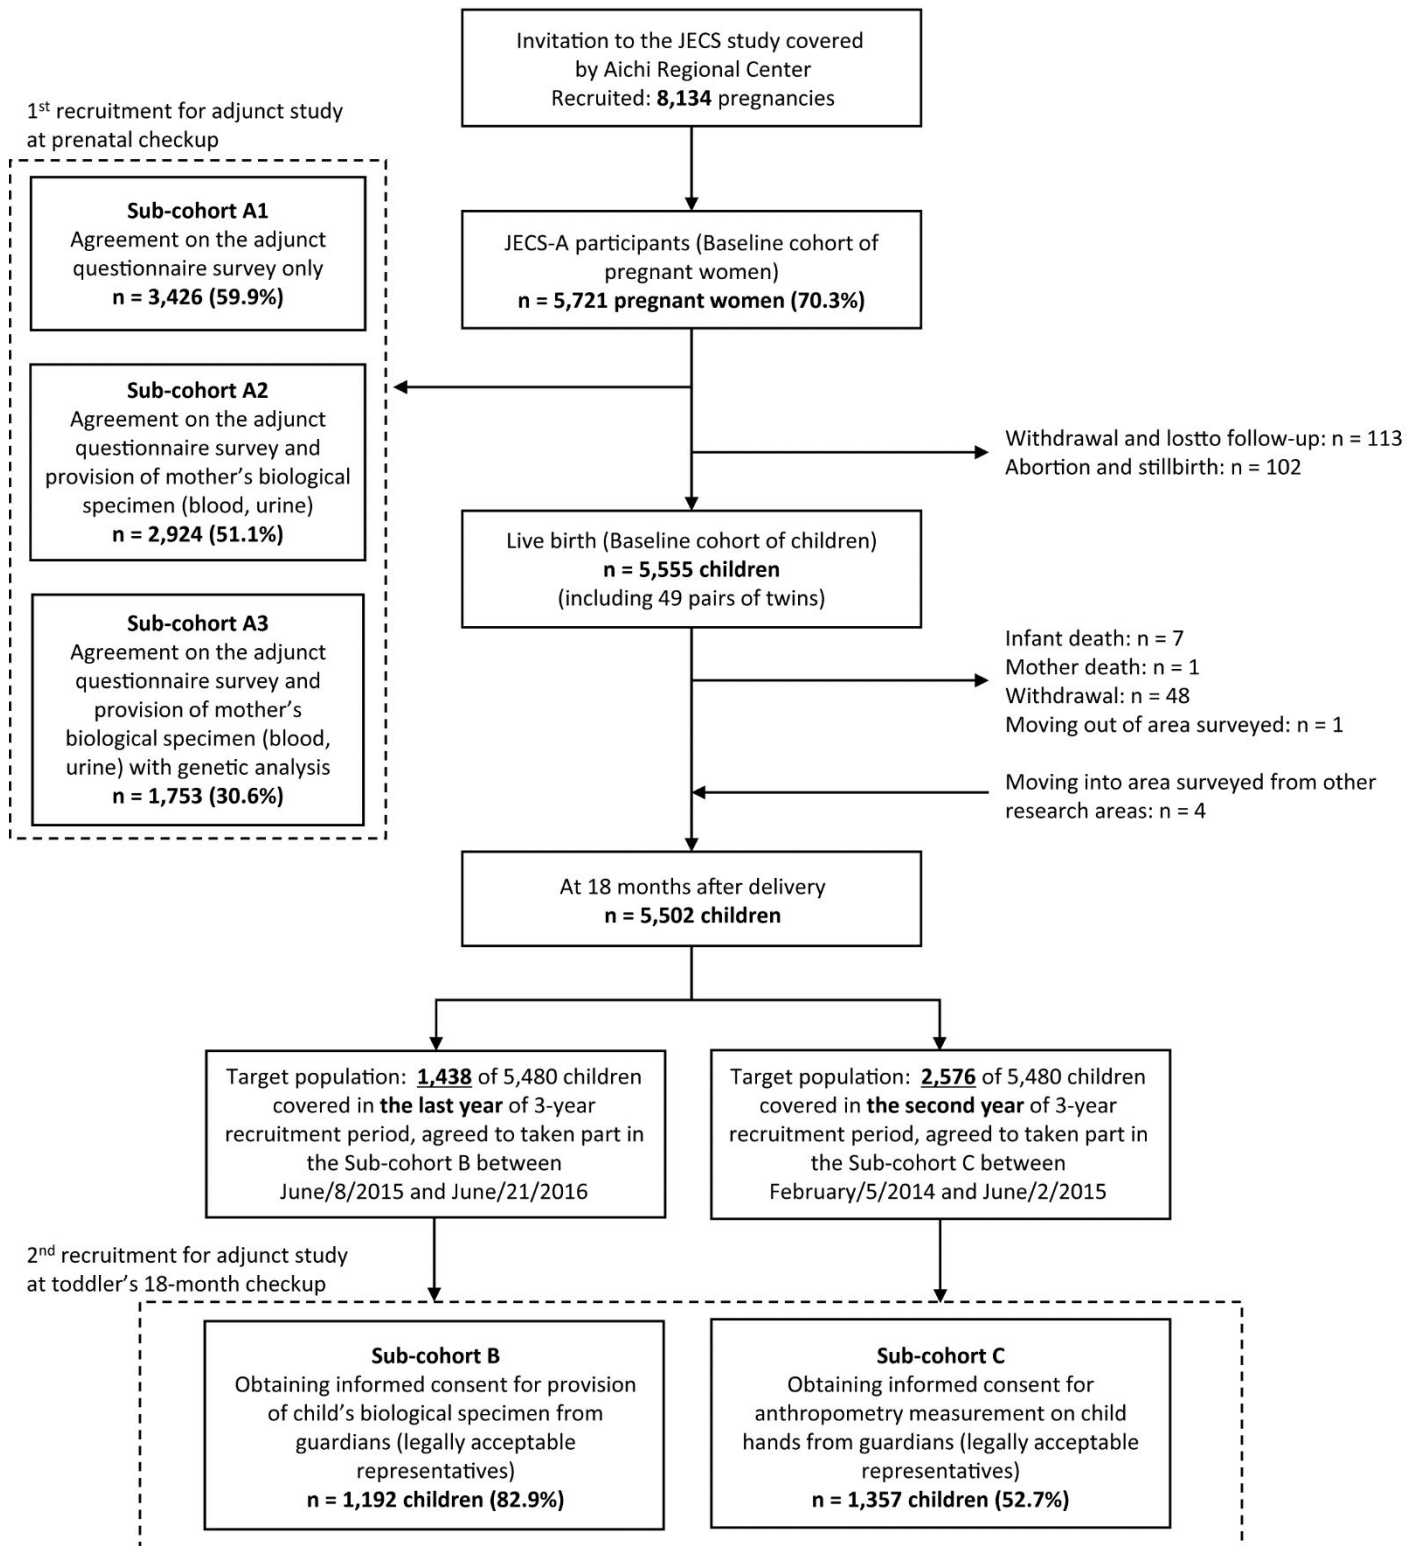 Invitation to the JECS study covered
by Aichi Regional Center
Recruited: 8,134 pregnancies
1st recruitment for adjunct study
at prenatal checkup
Sub-cohort A1
Agreement on the adjunct
questionnaire survey only
n = 3,426 (59.9%)
JECS-A participants (Baseline cohort of
pregnant women)
n = 5,721 pregnant women (70.3%)
Sub-cohort A2
Agreement on the adjunct
questionnaire survey and
provision of mother's biological
specimen (blood, urine)
n = 2,924 (51.1%)
Withdrawal and lostto follow-up: n = 113
Abortion and stillbirth: n = 102
Live birth (Baseline cohort of children)
n = 5,555 children
(including 49 pairs of twins)
Sub-cohort A3
Agreement on the adjunct
questionnaire survey and
provision of mother's
biological specimen (blood,
urine) with genetic analysis
n = 1,753 (30.6%)
Infant death: n = 7
Mother death: n = 1
Withdrawal: n = 48
Moving out of area surveyed: n = 1
Moving into area surveyed from other
research areas: n = 4
At 18 months after delivery
n = 5,502 children
Target population: 1,438 of 5,480 children
covered in the last year of 3-year
recruitment period, agreed to taken part in
the Sub-cohort B between
June/8/2015 and June/21/2016
Target population: 2,576 of 5,480 children
covered in the second year of 3-year
recruitment period, agreed to taken part in
the Sub-cohort C between
February/5/2014 and June/2/2015
2nd recruitment for adjunct study
at toddler's 18-month checkup
Sub-cohort B
Obtaining informed consent for provision
of child's biological specimen from
guardians (legally acceptable
representatives)
n = 1,192 children (82.9%)
Sub-cohort C
Obtaining informed consent for
anthropometry measurement on child
hands from guardians (legally acceptable
representatives)
n = 1,357 children (52.7%)